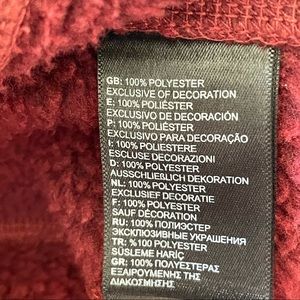 GB: 100% POLYESTER
EXCLUSIVE OF DECORATION
E: 100% POLIÉSTER
EXCLUSIVO DE DECORACIÓN
P: 100% POLIÉSTER
EXCLUSIVO PARA DECORAÇÃO
I: 100% POLIESTERE
ESCLUSE DECORAZIONI
D: 100% POLYESTER
AUSSCHLIEẞLICH DEKORATION
NL: 100% POLYESTER
EXCLUSIEF DECORATIE
F: 100% POLYESTER
SAUF DÉCORATION
RU: 100% ПОЛИЭСТЕР
ЭКСКЛЮЗИВНЫЕ УКРАШЕНИЯ
TR: %100 POLYESTER
SÜSLEME HARİÇ
GR: 100% ΠΟΛΥΕΣΤΕΡΑΣ
ΕΞΑΙΡΟΥΜΕΝΗΣ ΤΗΣ
ΔΙΑΚΟΣΜΗΣΗΣ